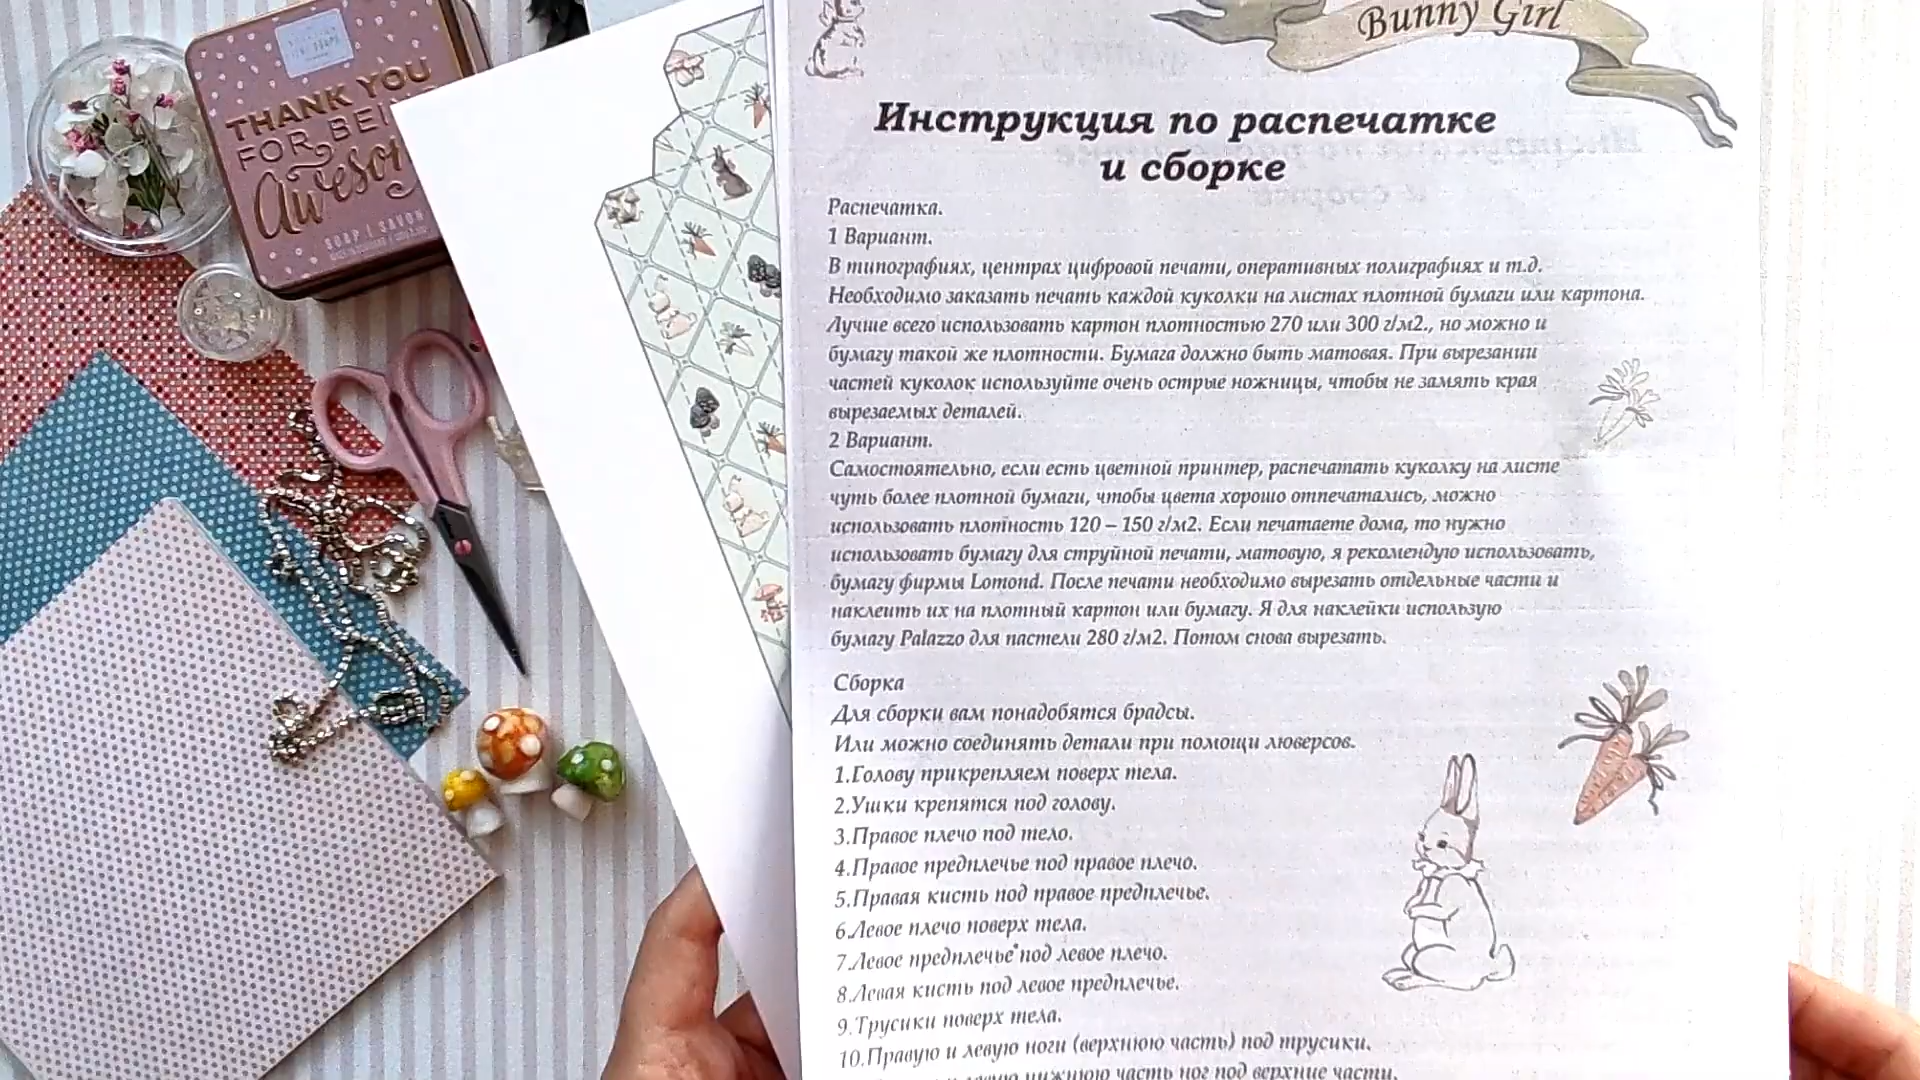 THANK YOU
FOR BEI
Awesom
SOAP | SAVON
Bunny Girl
Инструкция по распечатке
и сборке
Распечатка.
1 Вариант.
В типографиях, центрах цифровой печати, оперативных полиграфиях и т.д.
Необходимо заказать печать каждой куколки на листах плотной бумаги или картона.
Лучше всего использовать картон плотностью 270 или 300 г/м2., но можно и
бумагу такой же плотности. Бумага должно быть матовая. При вырезании
частей куколок используйте очень острые ножницы, чтобы не замять края
вырезаемых деталей.
2 Вариант.
Самостоятельно, если есть цветной принтер, распечатать куколку на листе
чуть более плотной бумаги, чтобы цвета хорошо отпечатались, можно
использовать плотность 120 – 150 г/м2. Если печатаете дома, то нужно
использовать бумагу для струйной печати, матовую, я рекомендую использовать,
бумагу фирмы Lomond. После печати необходимо вырезать отдельные части и
наклеить их на плотный картон или бумагу. Я для наклейки использую
бумагу Palazzo для пастели 280 г/м2. Потом снова вырезать.
Сборка
Для сборки вам понадобятся брадсы.
Или можно соединять детали при помощи люверсов.
1.Голову прикрепляем поверх тела.
2.Ушки крепятся под голову.
3.Правое плечо под тело.
4.Правое предплечье под правое плечо.
5.Правая кисть под правое предплечье.
6.Левое плечо поверх тела.
7.Левое предплечье под левое плечо.
8.Левая кисть под левое предплечье.
9.Трусики поверх тела.
10.Правую и левую ноги (верхнюю часть) под трусики.
нижнюю часть ног под верхние части.